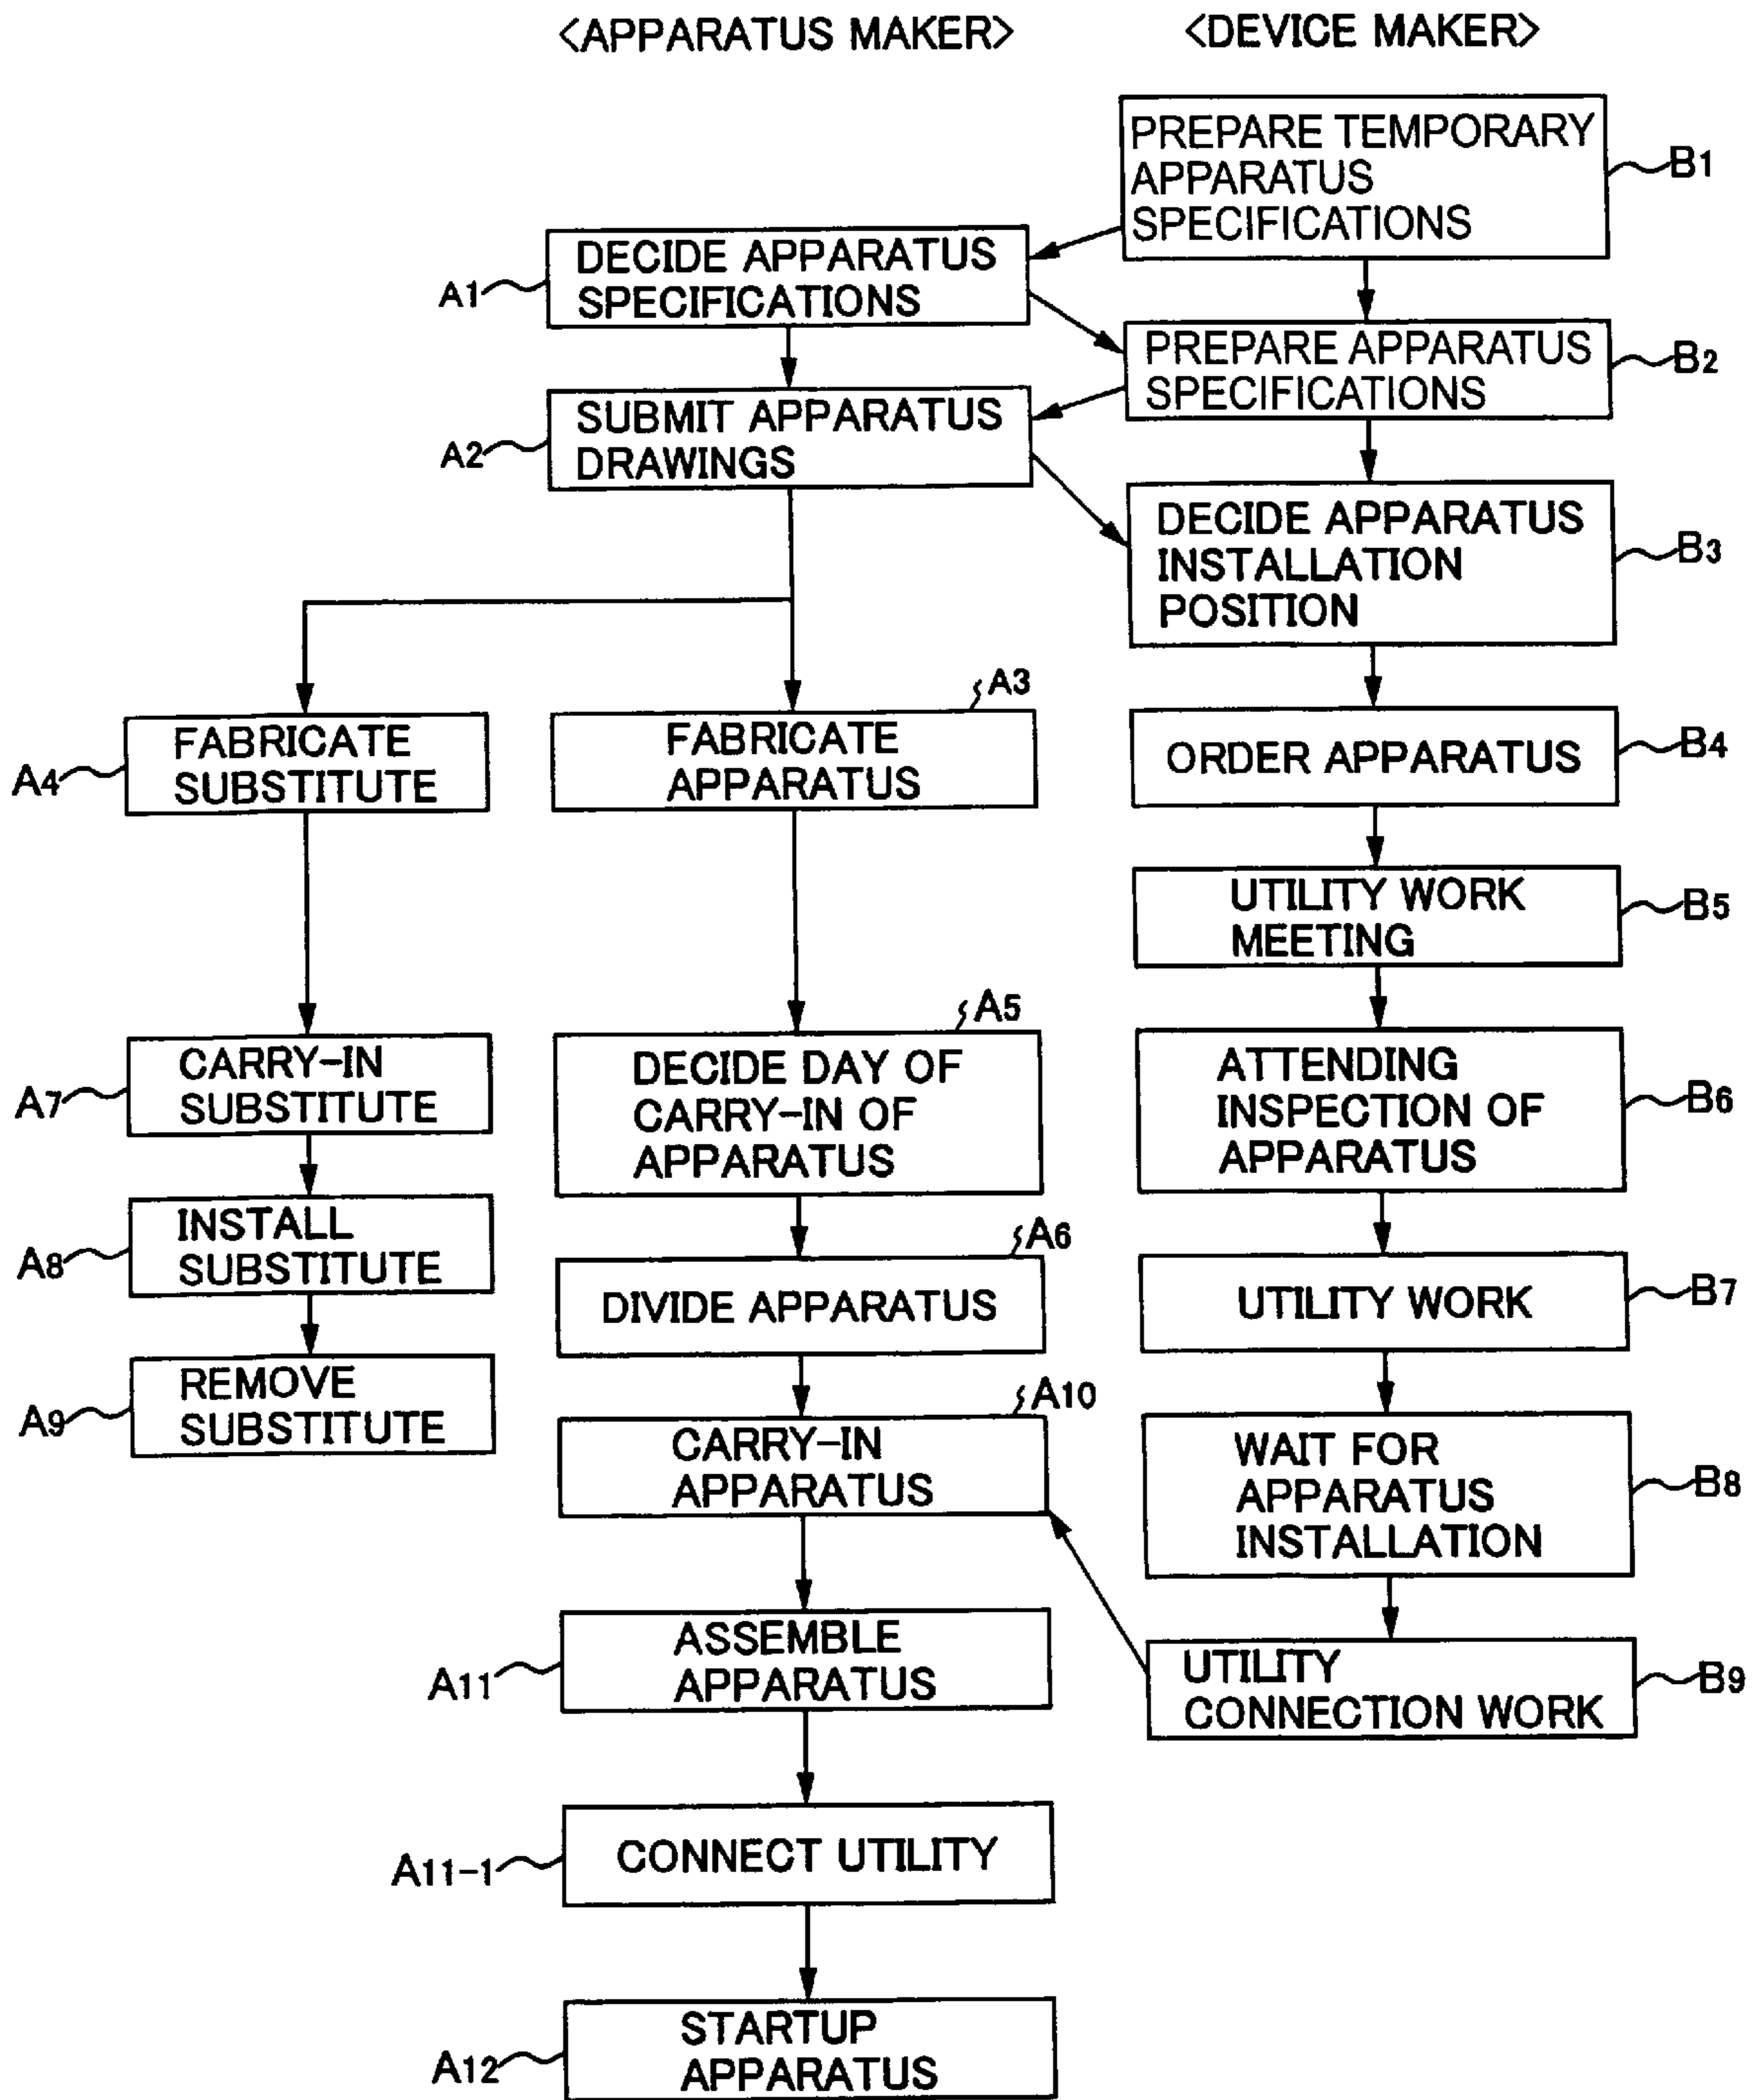 <APPARATUS MAKER>
<DEVICE MAKER>
PREPARE TEMPORARY
APPARATUS
SPECIFICATIONS
B1
DECIDE APPARATUS
SPECIFICATIONS
A1
PREPARE APPARATUS
SPECIFICATIONS
B2
SUBMIT APPARATUS
DRAWINGS
A2
DECIDE APPARATUS
INSTALLATION
POSITION
B3
FABRICATE
SUBSTITUTE
A4
A3
FABRICATE
APPARATUS
ORDER APPARATUS
B4
UTILITY WORK
MEETING
B5
CARRY-IN
SUBSTITUTE
A7
A5
DECIDE DAY OF
CARRY-IN OF
APPARATUS
ATTENDING
INSPECTION OF
APPARATUS
B6
INSTALL
SUBSTITUTE
A8
A6
DIVIDE APPARATUS
UTILITY WORK
B7
REMOVE
SUBSTITUTE
A9
A10
CARRY-IN
APPARATUS
WAIT FOR
APPARATUS
INSTALLATION
B8
ASSEMBLE
APPARATUS
A11
UTILITY
CONNECTION WORK
B9
CONNECT UTILITY
A11-1
STARTUP
APPARATUS
A12